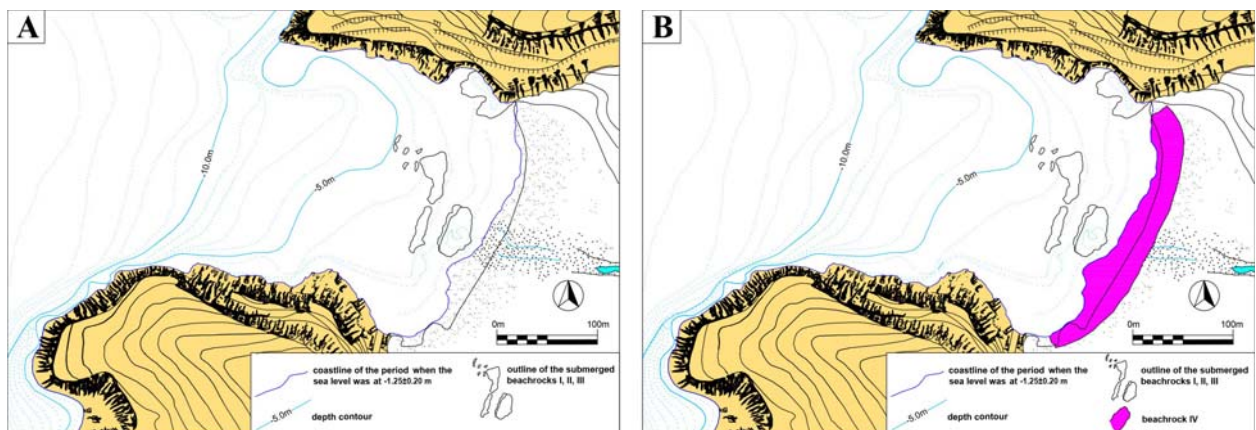 A
-10.0m
-5.0m
0m
100m
coastline of the period when the
sea level was at -1.25±0.20 m
-5.0m
depth contour
outline of the submerged
beachrocks I, II, III
B
-10.0m
-5.0m
0m
100m
coastline of the period when the
sea level was at -1.25±0.20 m
-5.0m
depth contour
outline of the submerged
beachrocks I, II, III
beachrock IV